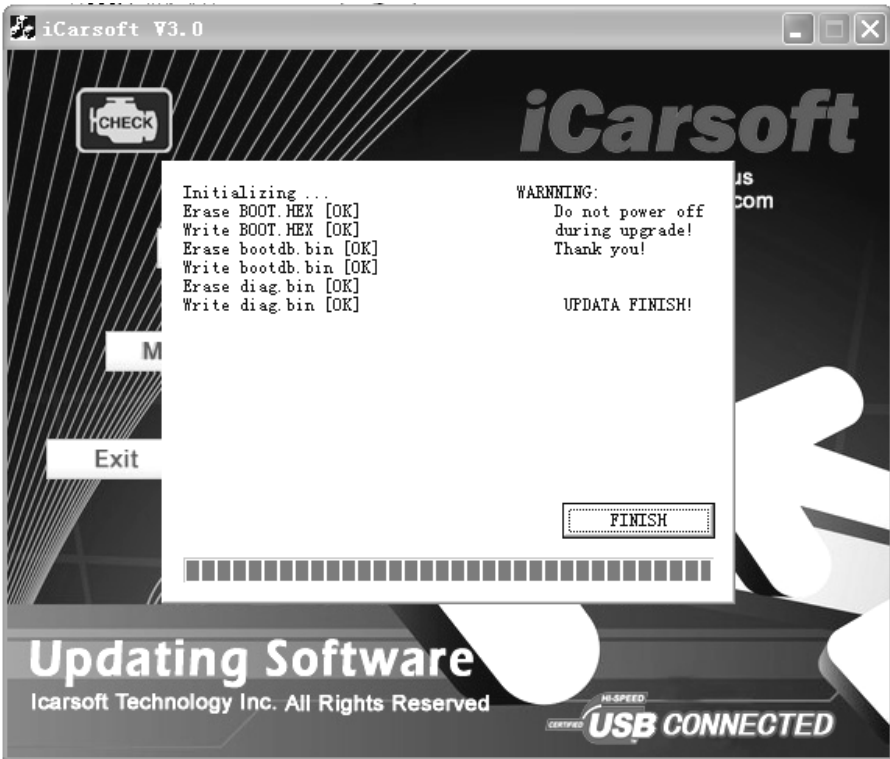 iCarsoft V3.0
CHECK
iCarsoft
us
com
Initializing ...
Erase BOOT.HEX [OK]
Write BOOT.HEX [OK]
Erase bootdb.bin [OK]
Write bootdb.bin [OK]
Erase diag.bin [OK]
Write diag.bin [OK]
WARNNING:
Do not power off
during upgrade!
Thank you!
UPDATA FINISH!
M
Exit
FINISH
Updating Software
Icarsoft Technology Inc. All Rights Reserved
HI-SPEED
CERTIFIED USB CONNECTED